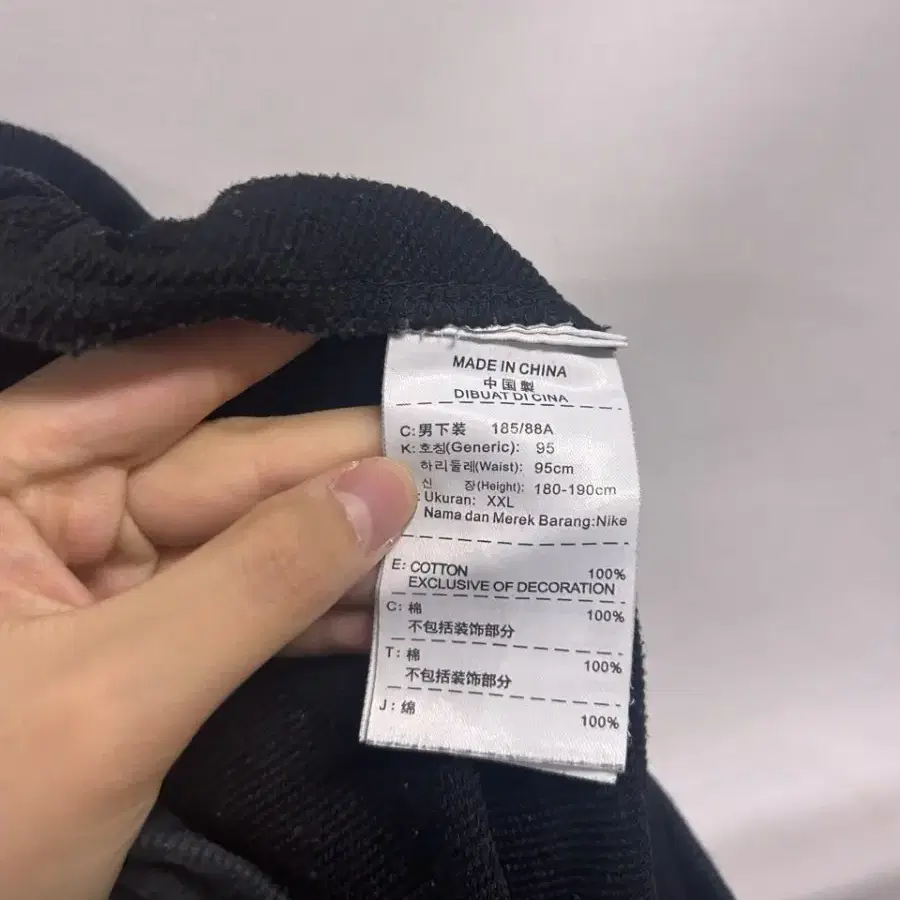 MADE IN CHINA
中国製
DIBUAT DI CINA
C:男下装 185/88A
K:호칭(Generic): 95
하리둘레(Waist): 95cm
신 장(Height): 180-190cm
: Ukuran: XXL
Nama dan Merek Barang:Nike
E: COTTON 100%
EXCLUSIVE OF DECORATION
C: 棉 100%
不包括装饰部分
T: 棉 100%
不包括装饰部分
J: 绵 100%